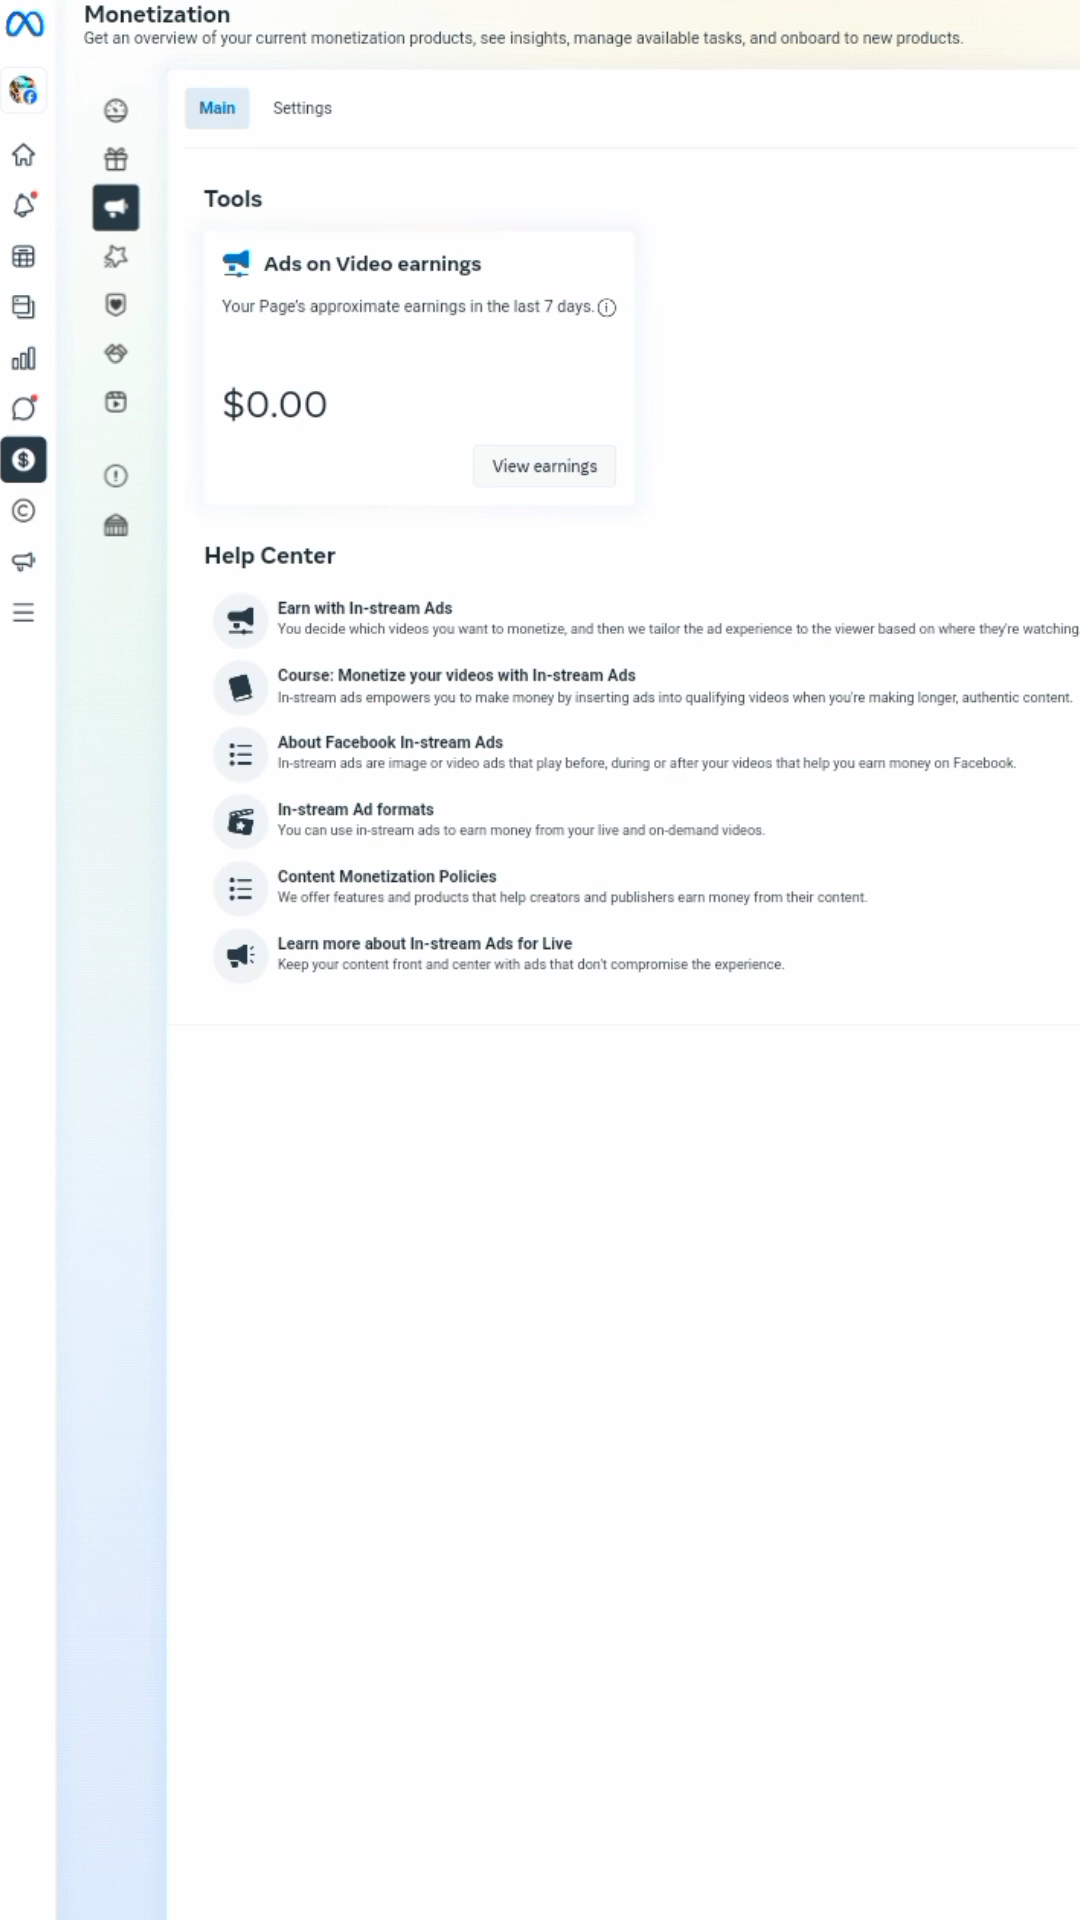 Monetization
Get an overview of your current monetization products, see insights, manage available tasks, and onboard to new products.
Main
Settings
Tools
Ads on Video earnings
Your Page's approximate earnings in the last 7 days.
$0.00
View earnings
Help Center
Earn with In-stream Ads
You decide which videos you want to monetize, and then we tailor the ad experience to the viewer based on where they're watching
Course: Monetize your videos with In-stream Ads
In-stream ads empowers you to make money by inserting ads into qualifying videos when you're making longer, authentic content.
About Facebook In-stream Ads
In-stream ads are image or video ads that play before, during or after your videos that help you earn money on Facebook.
In-stream Ad formats
You can use in-stream ads to earn money from your live and on-demand videos.
Content Monetization Policies
We offer features and products that help creators and publishers earn money from their content.
Learn more about In-stream Ads for Live
Keep your content front and center with ads that don't compromise the experience.